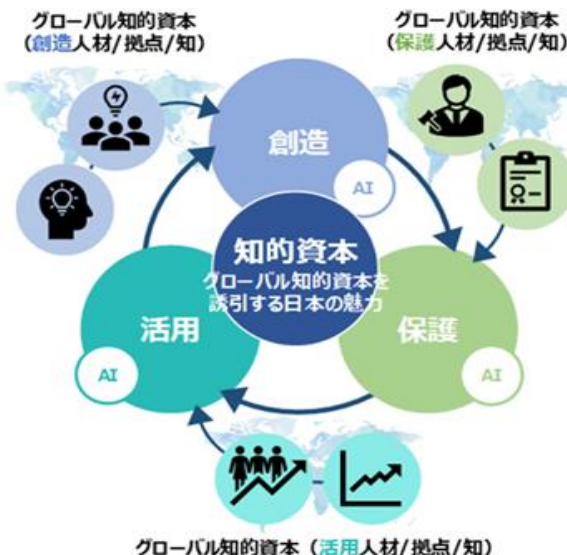 グローバル知的資本
（創造人材/拠点/知）
グローバル知的資本
（保護人材/拠点/知）
創造
AI
知的資本
グローバル知的資本を
誘引する日本の魅力
活用
AI
保護
AI
グローバル知的資本（活用人材/拠点/知）